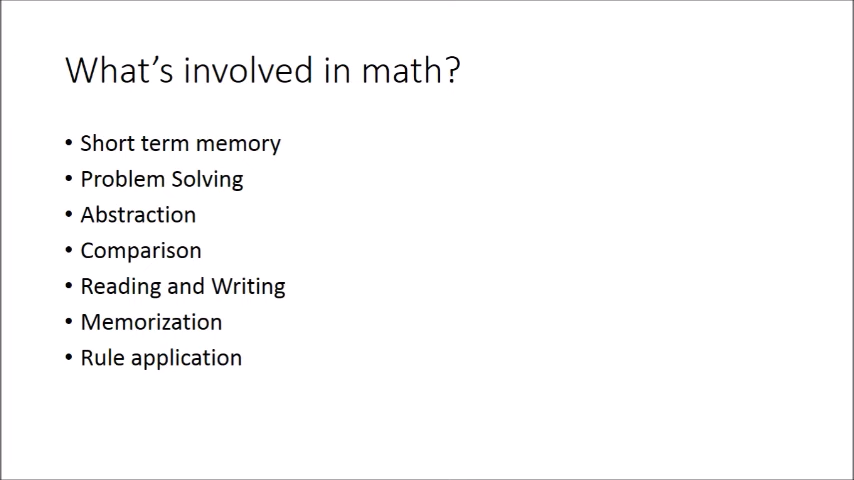 What's involved in math?
• Short term memory
• Problem Solving
• Abstraction
• Comparison
• Reading and Writing
• Memorization
• Rule application